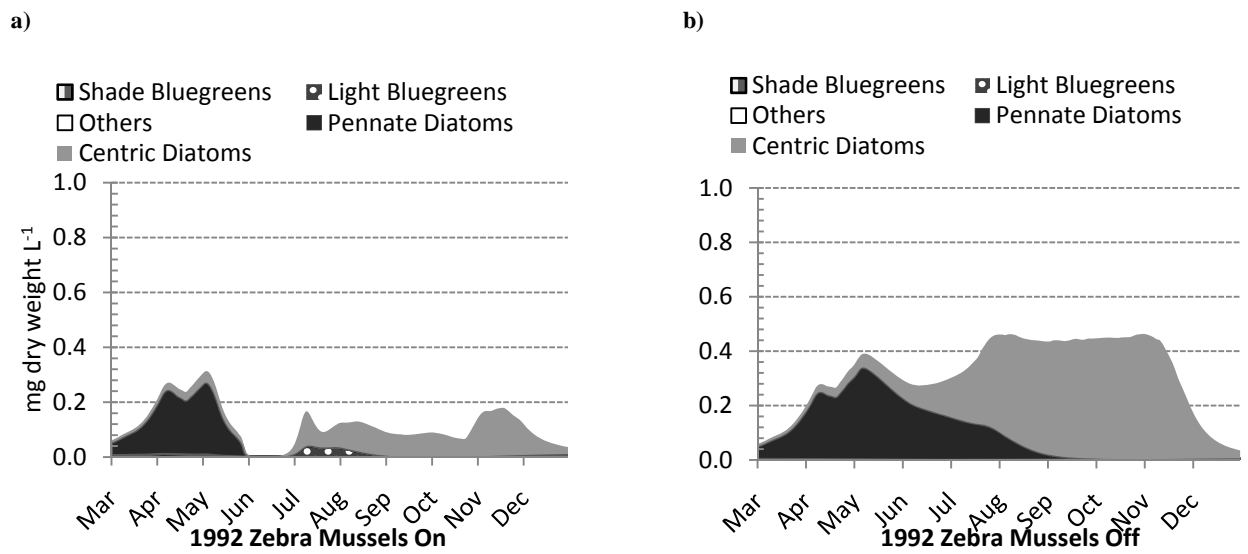 a)
Shade Bluegreens Light Bluegreens
Others Pennate Diatoms
Centric Diatoms
mg dry weight L-1
1.0
0.8
0.6
0.4
0.2
0.0
Mar Apr May Jun Jul Aug Sep Oct Nov Dec
1992 Zebra Mussels On
b)
Shade Bluegreens Light Bluegreens
Others Pennate Diatoms
Centric Diatoms
1.0
0.8
0.6
0.4
0.2
0.0
Mar Apr May Jun Jul Aug Sep Oct Nov Dec
1992 Zebra Mussels Off